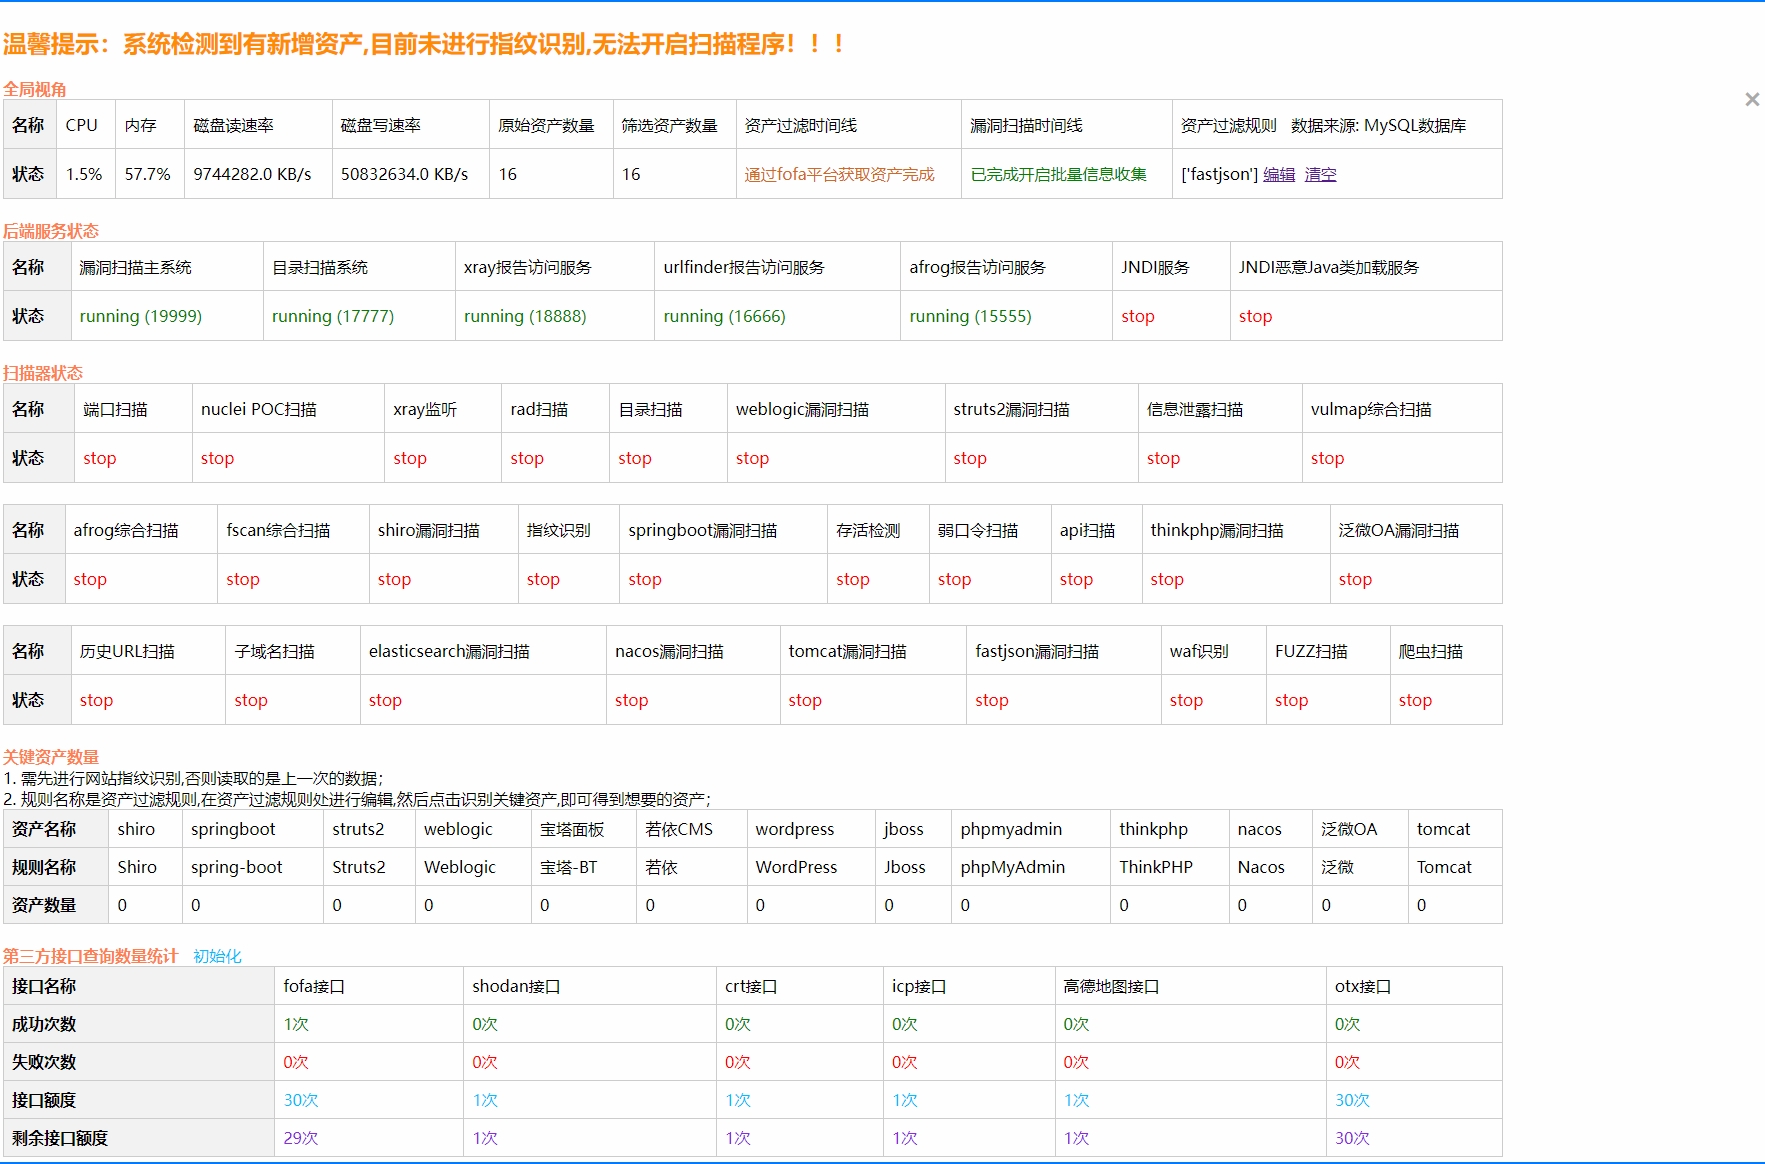 温馨提示：系统检测到有新增资产,目前未进行指纹识别,无法开启扫描程序！！！
全局视角
×
名称 CPU 内存 磁盘读速率 磁盘写速率 原始资产数量 筛选资产数量 资产过滤时间线 漏洞扫描时间线 资产过滤规则 数据来源: MySQL数据库
状态 1.5% 57.7% 9744282.0 KB/s 50832634.0 KB/s 16 16 通过fofa平台获取资产完成 已完成开启批量信息收集 ['fastjson'] 编辑 清空
后端服务状态
名称 漏洞扫描主系统 目录扫描系统 xray报告访问服务 urlfinder报告访问服务 afrog报告访问服务 JNDI服务 JNDI恶意Java类加载服务
状态 running (19999) running (17777) running (18888) running (16666) running (15555) stop stop
扫描器状态
名称 端口扫描 nuclei POC扫描 xray监听 rad扫描 目录扫描 weblogic漏洞扫描 struts2漏洞扫描 信息泄露扫描 vulmap综合扫描
状态 stop stop stop stop stop stop stop stop stop
名称 afrog综合扫描 fscan综合扫描 shiro漏洞扫描 指纹识别 springboot漏洞扫描 存活检测 弱口令扫描 api扫描 thinkphp漏洞扫描 泛微OA漏洞扫描
状态 stop stop stop stop stop stop stop stop stop stop
名称 历史URL扫描 子域名扫描 elasticsearch漏洞扫描 nacos漏洞扫描 tomcat漏洞扫描 fastjson漏洞扫描 waf识别 FUZZ扫描 爬虫扫描
状态 stop stop stop stop stop stop stop stop stop
关键资产数量
1. 需先进行网站指纹识别,否则读取的是上一次的数据；
2. 规则名称是资产过滤规则,在资产过滤规则处进行编辑,然后点击识别关键资产,即可得到想要的资产；
资产名称 shiro springboot struts2 weblogic 宝塔面板 若依CMS wordpress jboss phpmyadmin thinkphp nacos 泛微OA tomcat
规则名称 Shiro spring-boot Struts2 Weblogic 宝塔-BT 若依 WordPress Jboss phpMyAdmin ThinkPHP Nacos 泛微 Tomcat
资产数量 0 0 0 0 0 0 0 0 0 0 0 0 0
第三方接口查询数量统计 初始化
接口名称 fofa接口 shodan接口 crt接口 icp接口 高德地图接口 otx接口
成功次数 1次 0次 0次 0次 0次 0次
失败次数 0次 0次 0次 0次 0次 0次
接口额度 30次 1次 1次 1次 1次 30次
剩余接口额度 29次 1次 1次 1次 1次 30次